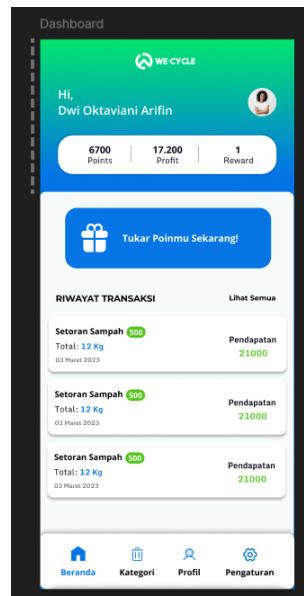 Dashboard
WE-CYCLE
Hi,
Dwi Oktaviani Arifin
6700 17.200 1
Points Profit Reward
Tukar Poinmu Sekarang!
RIWAYAT TRANSAKSI Lihat Semua
Setoran Sampah 500
Total: 12 Kg
03 Maret 2023
Pendapatan
21000
Setoran Sampah 500
Total: 12 Kg
03 Maret 2023
Pendapatan
21000
Setoran Sampah 500
Total: 12 Kg
03 Maret 2023
Pendapatan
21000
Beranda Kategori Profil Pengaturan